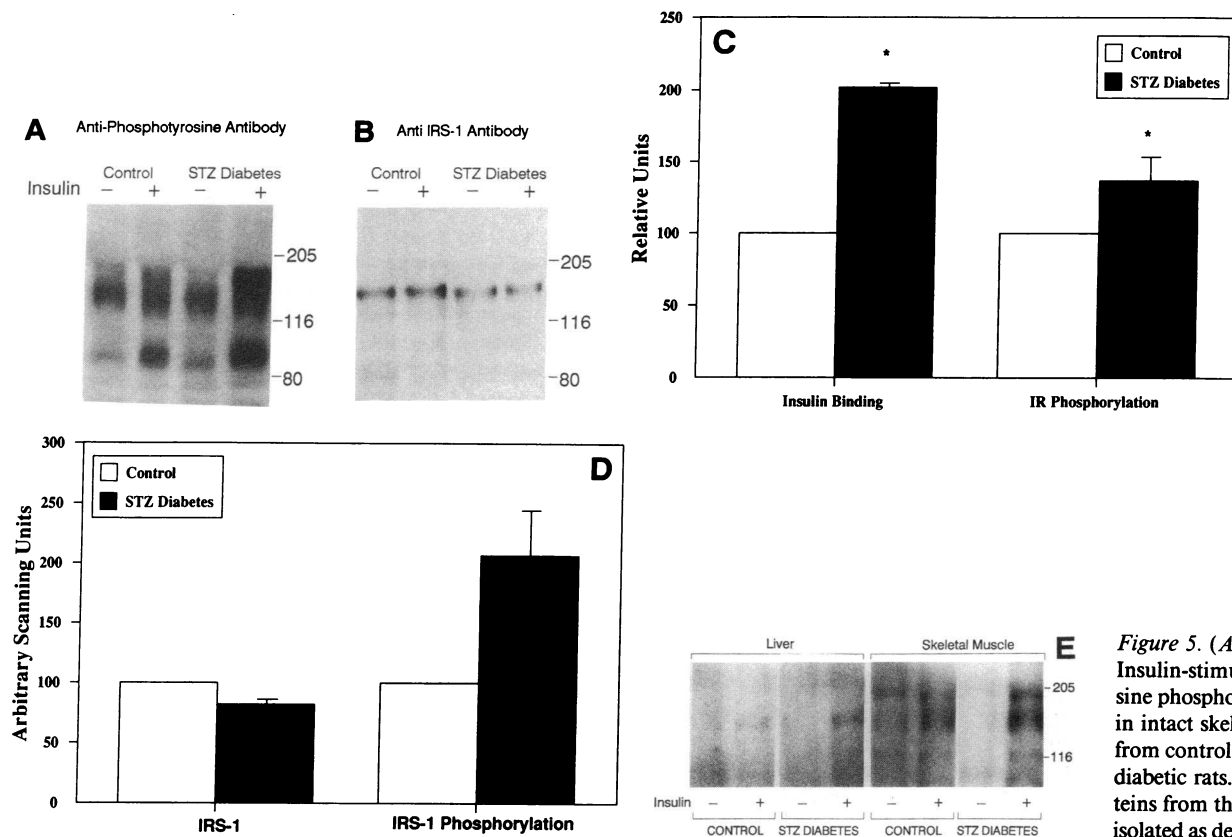 A Anti-Phosphotyrosine Antibody
Control STZ Diabetes
Insulin − + − +
205
116
80
B Anti IRS-1 Antibody
Control STZ Diabetes
− + − +
205
116
80
C
Control
STZ Diabetes
Relative Units
250
200
150
100
50
0
*
*
Insulin Binding IR Phosphorylation
D
Control
STZ Diabetes
Arbitrary Scanning Units
300
250
200
150
100
50
0
IRS-1 IRS-1 Phosphorylation
E
Liver Skeletal Muscle
205
116
Insulin − + − + − + − +
CONTROL STZ DIABETES CONTROL STZ DIABETES
Figure 5. (A
Insulin-stimu
sine phospho
in intact skel
from control
diabetic rats.
teins from th
isolated as de